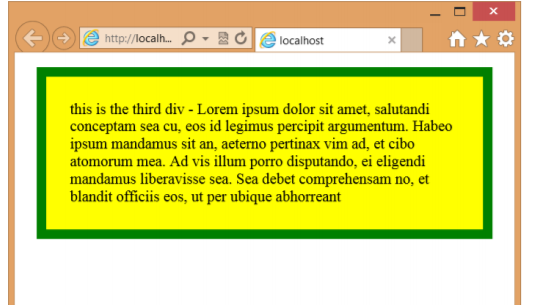 http://localh...
localhost
this is the third div - Lorem ipsum dolor sit amet, salutandi
conceptam sea cu, eos id legimus percipit argumentum. Habeo
ipsum mandamus sit an, aeterno pertinax vim ad, et cibo
atomorum mea. Ad vis illum porro disputando, ei eligendi
mandamus liberavisse sea. Sea debet comprehensam no, et
blandit officiis eos, ut per ubique abhorreant